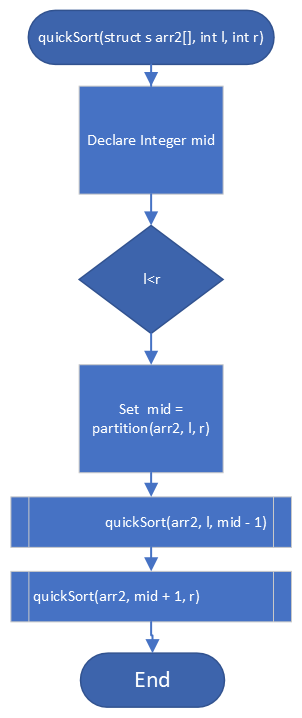 quickSort(struct s arr2[], int l, int r)
Declare Integer mid
l<r
Set  mid =
partition(arr2, l, r)
quickSort(arr2, l, mid - 1)
quickSort(arr2, mid + 1, r)
End